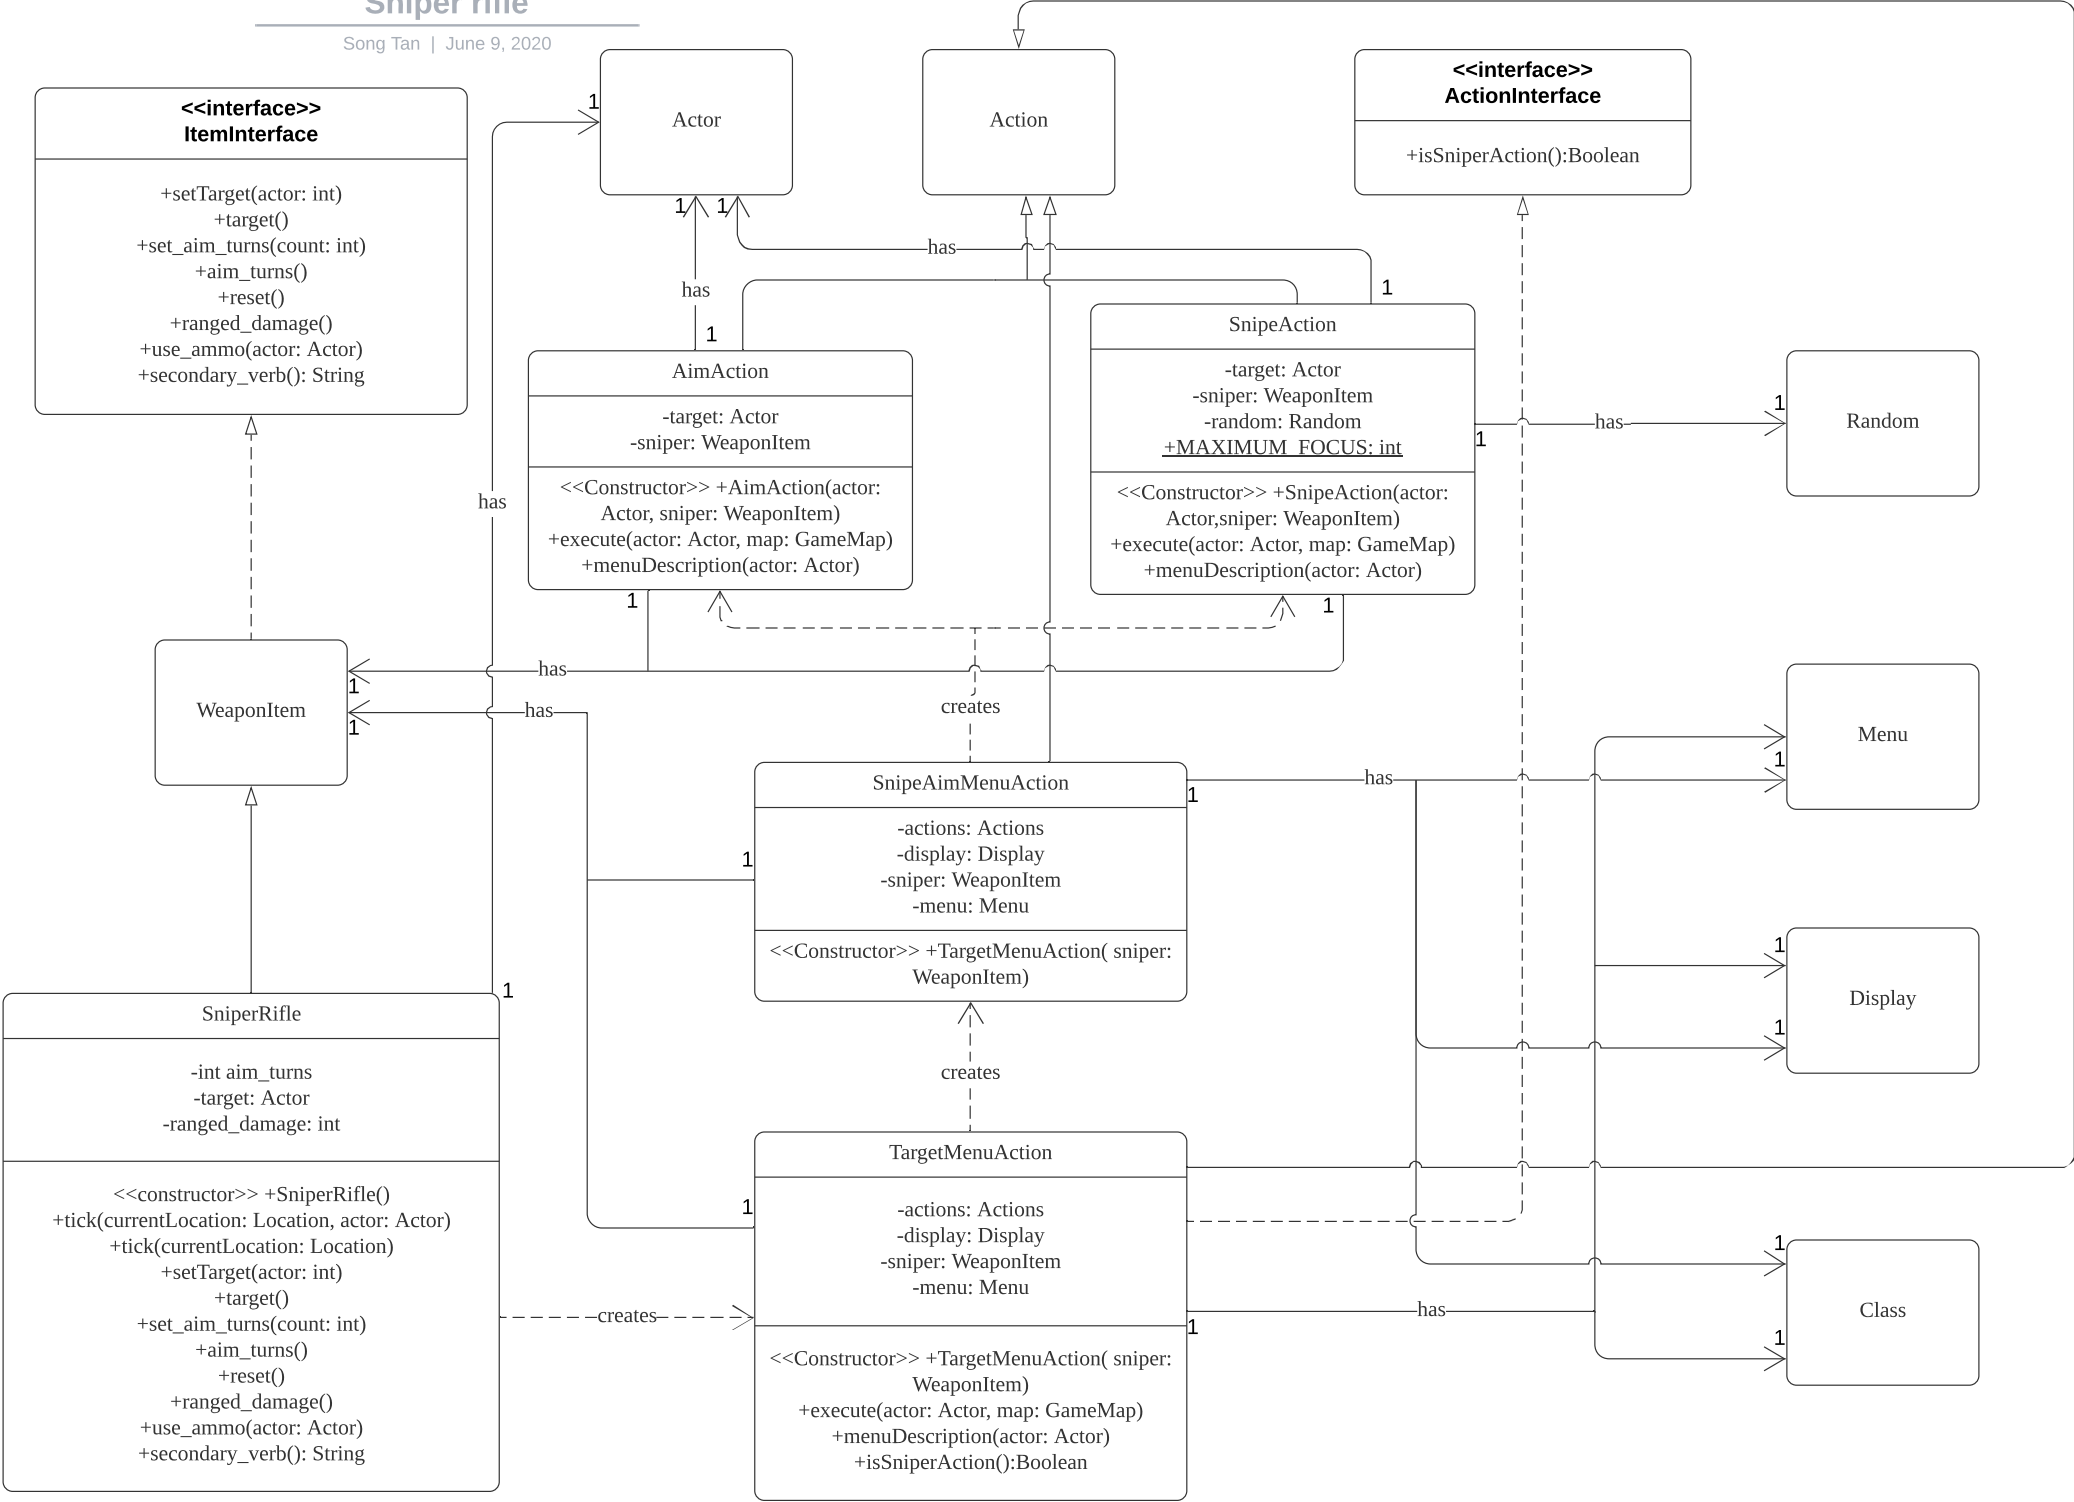 Sniper rifle
Song Tan | June 9, 2020
<<interface>>
ItemInterface
+setTarget(actor: int)
+target()
+set_aim_turns(count: int)
+aim_turns()
+reset()
+ranged_damage()
+use_ammo(actor: Actor)
+secondary_verb(): String
Actor
Action
<<interface>>
ActionInterface
+isSniperAction():Boolean
1
1
1
has
has
1
1
has
AimAction
-target: Actor
-sniper: WeaponItem
<<Constructor>> +AimAction(actor:
Actor, sniper: WeaponItem)
+execute(actor: Actor, map: GameMap)
+menuDescription(actor: Actor)
1
SnipeAction
-target: Actor
-sniper: WeaponItem
-random: Random
+MAXIMUM_FOCUS: int
<<Constructor>> +SnipeAction(actor:
Actor,sniper: WeaponItem)
+execute(actor: Actor, map: GameMap)
+menuDescription(actor: Actor)
1
1
has
1
Random
WeaponItem
has
1
has
1
creates
SnipeAimMenuAction
-actions: Actions
-display: Display
-sniper: WeaponItem
-menu: Menu
<<Constructor>> +TargetMenuAction( sniper:
WeaponItem)
1
1
has
1
Menu
1
1
Display
creates
1
SniperRifle
-int aim_turns
-target: Actor
-ranged_damage: int
<<constructor>> +SniperRifle()
+tick(currentLocation: Location, actor: Actor)
+tick(currentLocation: Location)
+setTarget(actor: int)
+target()
+set_aim_turns(count: int)
+aim_turns()
+reset()
+ranged_damage()
+use_ammo(actor: Actor)
+secondary_verb(): String
creates
1
TargetMenuAction
-actions: Actions
-display: Display
-sniper: WeaponItem
-menu: Menu
<<Constructor>> +TargetMenuAction( sniper:
WeaponItem)
+execute(actor: Actor, map: GameMap)
+menuDescription(actor: Actor)
+isSniperAction():Boolean
1
has
1
1
Class